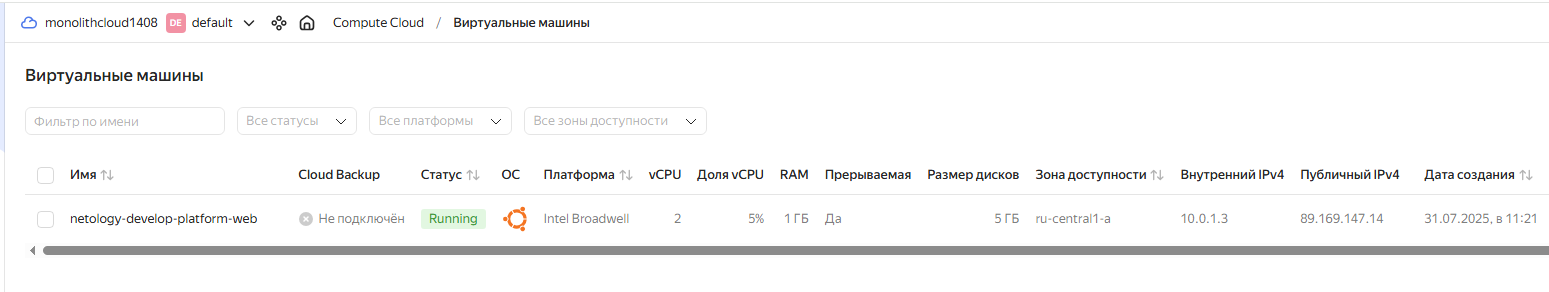 monolithcloud1408 DE default Compute Cloud / Виртуальные машины
Виртуальные машины
Фильтр по имени Все статусы Все платформы Все зоны доступности
Имя Cloud Backup Статус ОС Платформа vCPU Доля vCPU RAM Прерываемая Размер дисков Зона доступности Внутренний IPv4 Публичный IPv4 Дата создания
netology-develop-platform-web Не подключён Running Intel Broadwell 2 5% 1 ГБ Да 5 ГБ ru-central1-a 10.0.1.3 89.169.147.14 31.07.2025, в 11:21